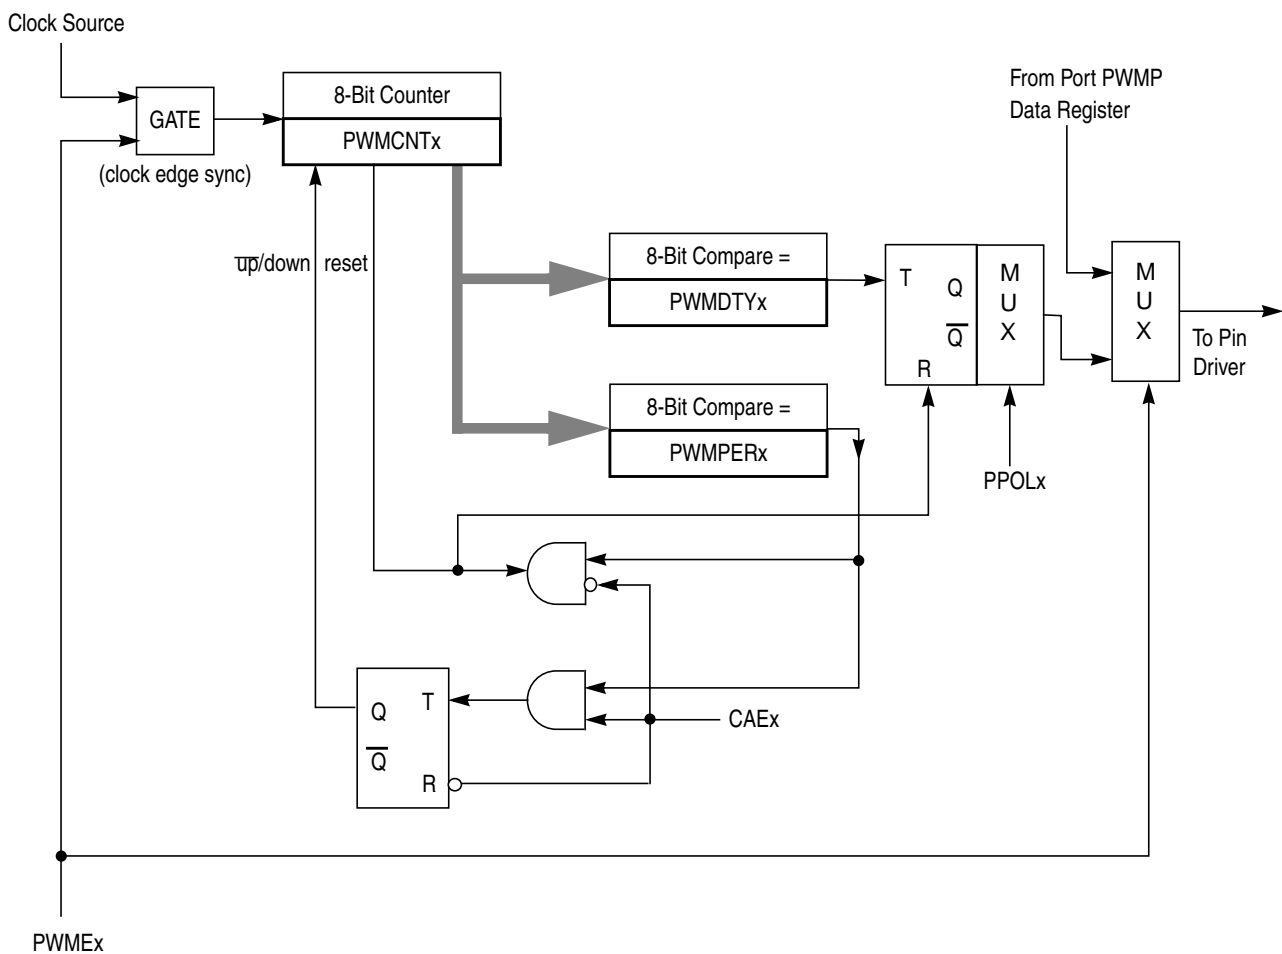 Clock Source
GATE
(clock edge sync)
8-Bit Counter
PWMCNTx
From Port PWMP
Data Register
up/down
reset
8-Bit Compare =
PWMDTYx
T
Q
Q
R
M
U
X
M
U
X
To Pin
Driver
8-Bit Compare =
PWMPERx
PPOLx
Q
T
Q
R
CAEx
PWMEx